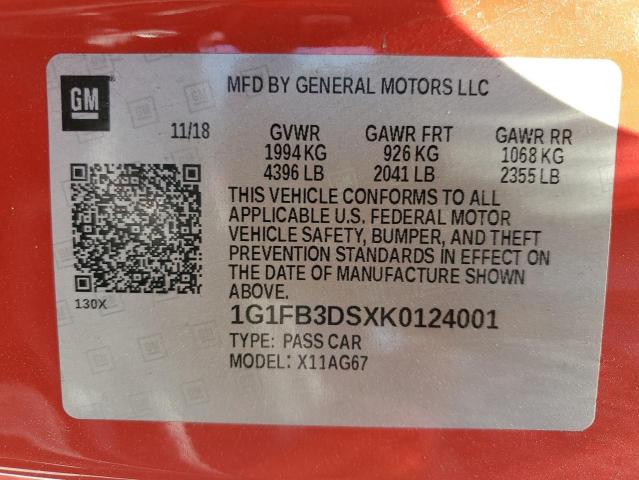 GM
MFD BY GENERAL MOTORS LLC
11/18 GVWR GAWR FRT GAWR RR
1994 KG 926 KG 1068 KG
4396 LB 2041 LB 2355 LB
THIS VEHICLE CONFORMS TO ALL
APPLICABLE U.S. FEDERAL MOTOR
VEHICLE SAFETY, BUMPER, AND THEFT
PREVENTION STANDARDS IN EFFECT ON
THE DATE OF MANUFACTURE SHOWN
ABOVE.
130X
1G1FB3DSXK0124001
TYPE: PASS CAR
MODEL: X11AG67